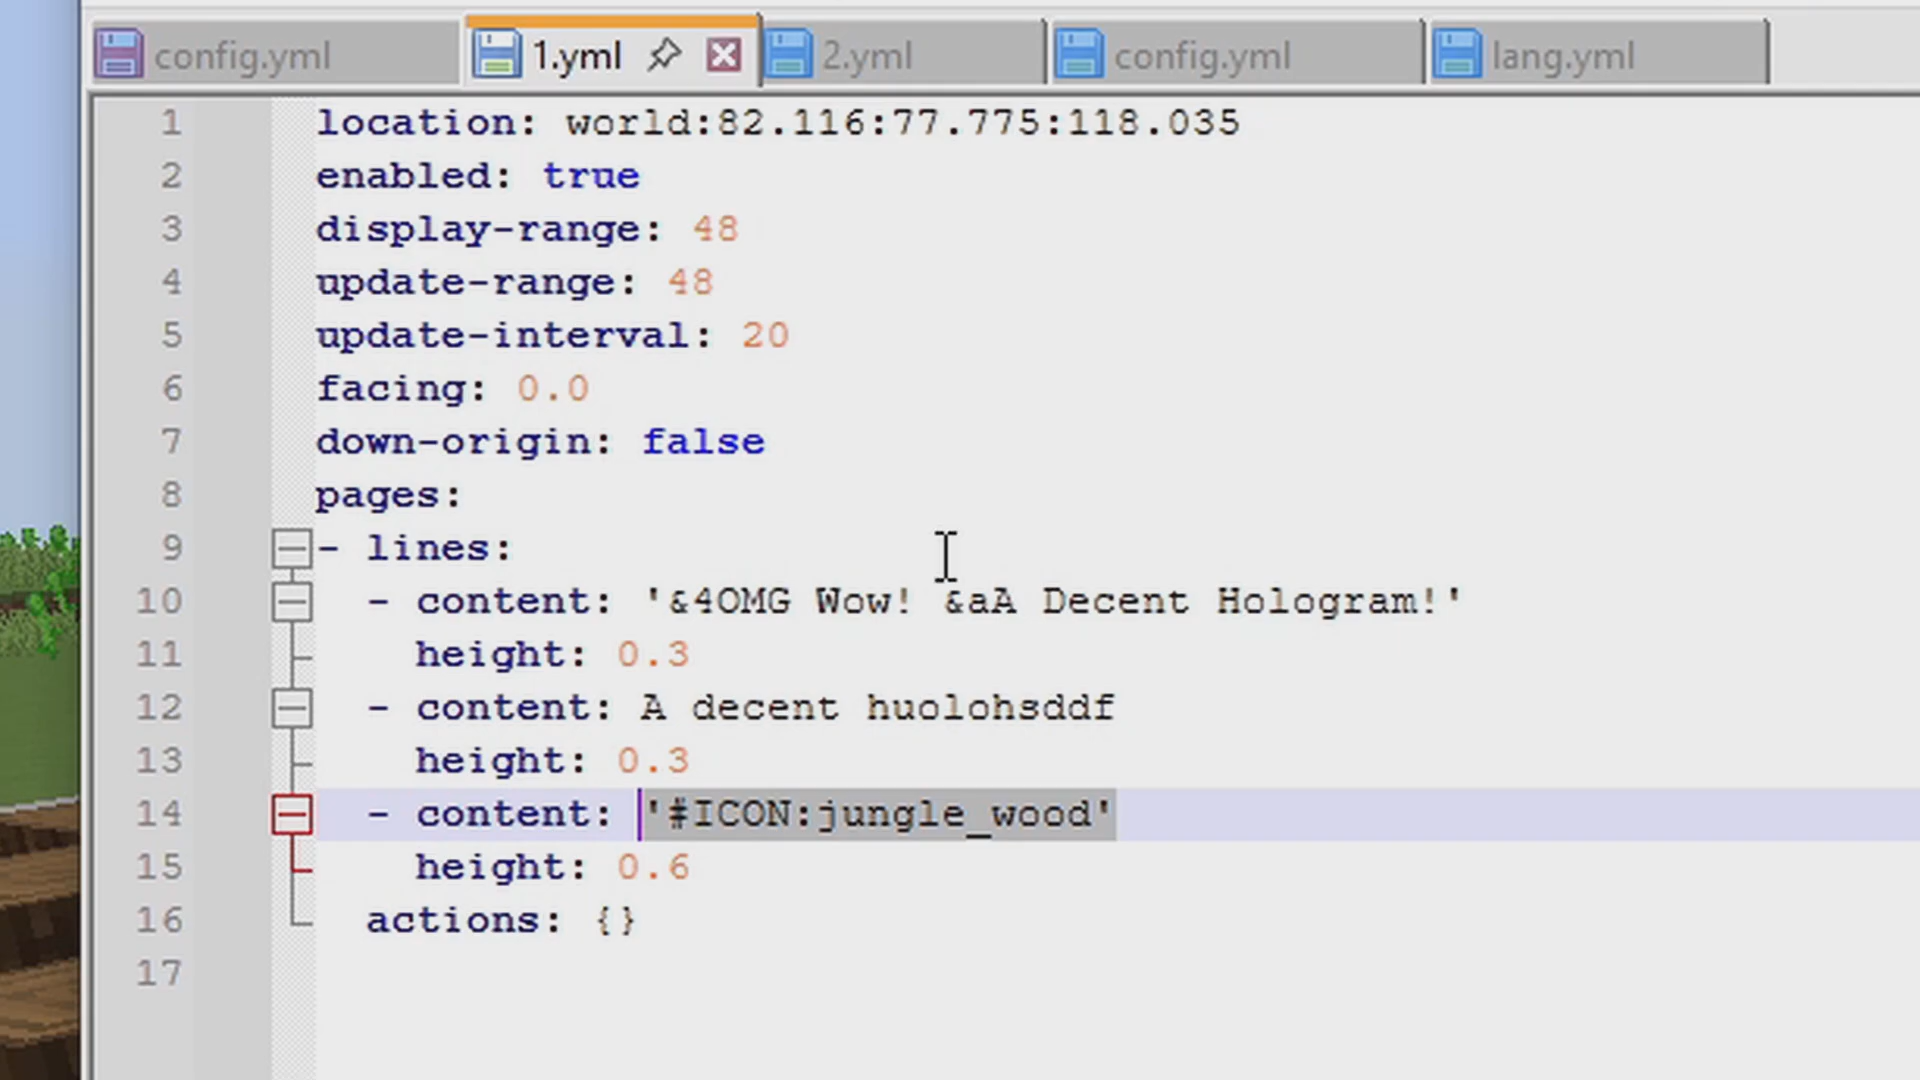 config.yml 1.yml 2.yml config.yml lang.yml
1 location: world:82.116:77.775:118.035
2 enabled: true
3 display-range: 48
4 update-range: 48
5 update-interval: 20
6 facing: 0.0
7 down-origin: false
8 pages:
9 - lines:
10 - content: '&4OMG Wow! &aA Decent Hologram!'
11 height: 0.3
12 - content: A decent huolohsddf
13 height: 0.3
14 - content: '#ICON:jungle_wood'
15 height: 0.6
16 actions: {}
17